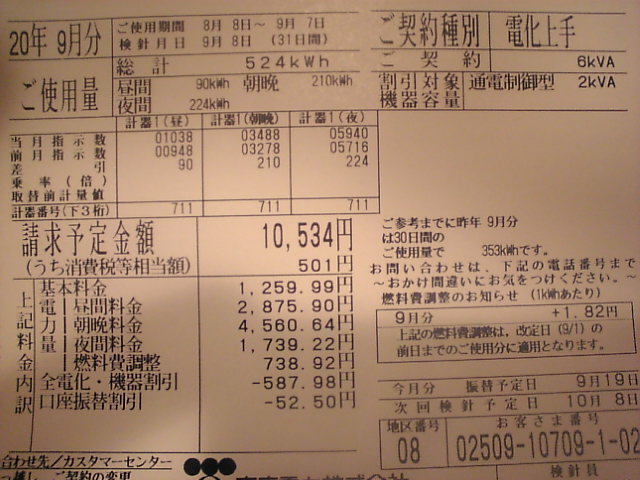 20年 9月分
ご使用期間 8月 8日～ 9月 7日
検針月日 9月 8日 (31日間)
ご契約種別 電化上手
ご契約 6kVA
割引対象機器容量 通電制御型 2kVA
ご使用量
総計 524kWh
昼間 90kWh 朝晩 210kWh
夜間 224kWh
計器1(昼) 計器1(朝晩) 計器1(夜)
当月指示数 01038 03488 05940
前月指示数 00948 03278 05716
差引 90 210 224
乗率(倍)
取替前計量値
計器番号(下3桁) 711 711 711
請求予定金額 10,534円
(うち消費税等相当額) 501円
上記料金内訳
基本料金 1,259.99円
電力量 昼間料金 2,875.90円
朝晩料金 4,560.64円
夜間料金 1,739.22円
燃料費調整 738.92円
全電化・機器割引 -587.98円
口座振替割引 -52.50円
ご参考までに昨年 9月分
は30日間の
ご使用量で 353kWhです。
お問い合わせは、下記の電話番号まで
～おかけ間違いにお気をつけください。～
燃料費調整のお知らせ (1kWhあたり)
9月分 +1.82円
上記の燃料費調整は、改定日(9/1)の
前日までのご使用分に適用となります。
今月分 振替予定日 9月19日
次回検針予定日 10月 8日
地区番号 お客さま番号
08 02509-10709-1-02
検針員
合わせ先/カスタマーセンター
っ越し、ご契約の変更